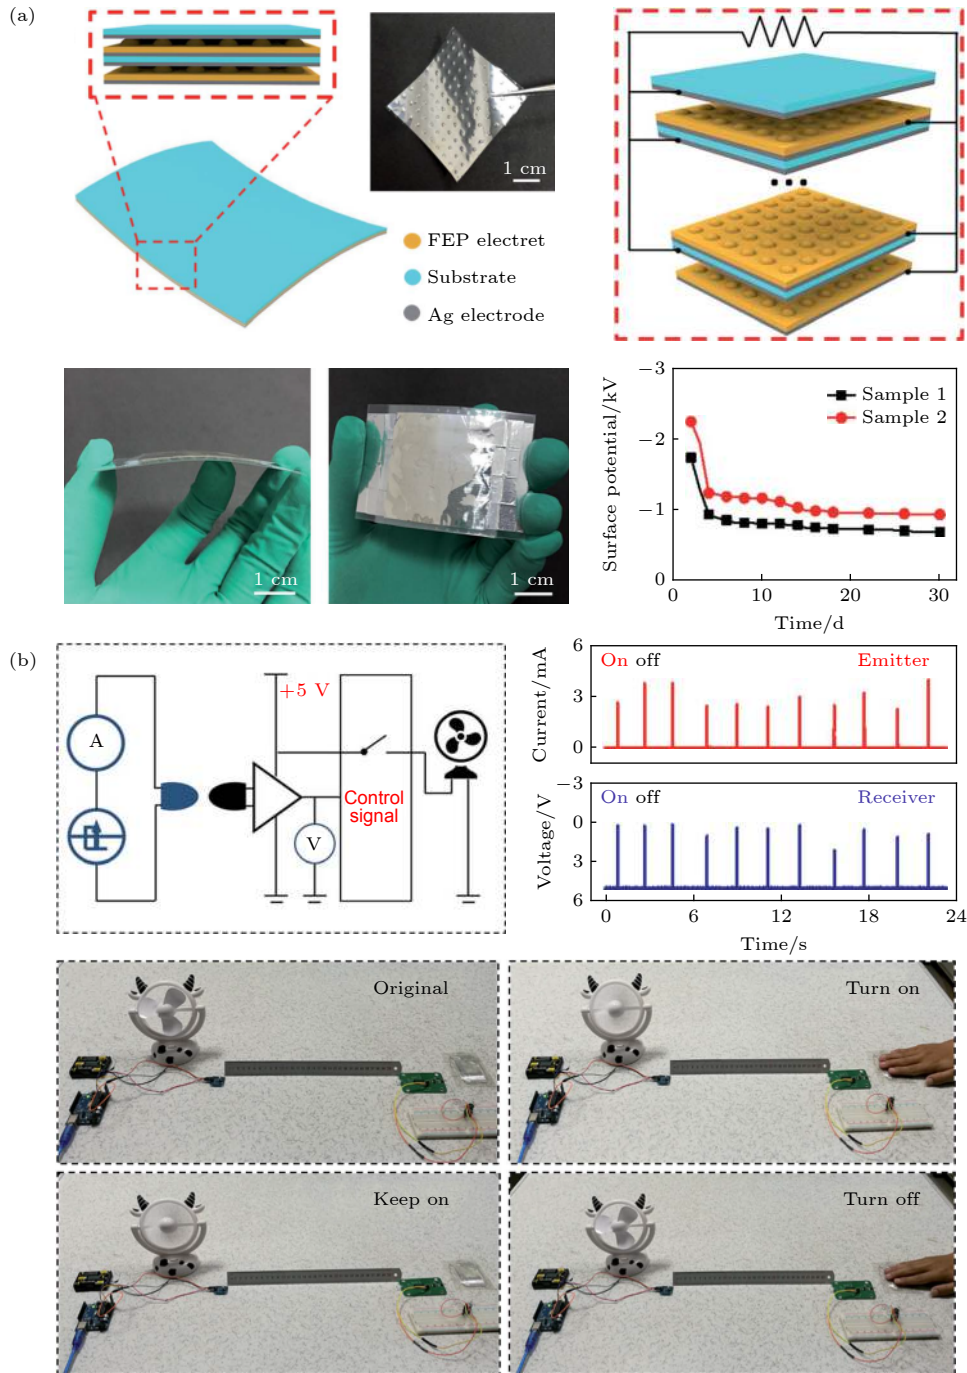 (a)
1 cm
FEP electret
Substrate
Ag electrode
1 cm
1 cm
Surface potential/kV
−3
−2
−1
0
Sample 1
Sample 2
0
10
20
30
Time/d
(b)
A
+5 V
V
Control
signal
Current/mA
6
3
0
On off
Emitter
Voltage/V
−3
0
3
6
On off
Receiver
0
6
12
18
24
Time/s
Original
Turn on
Keep on
Turn off